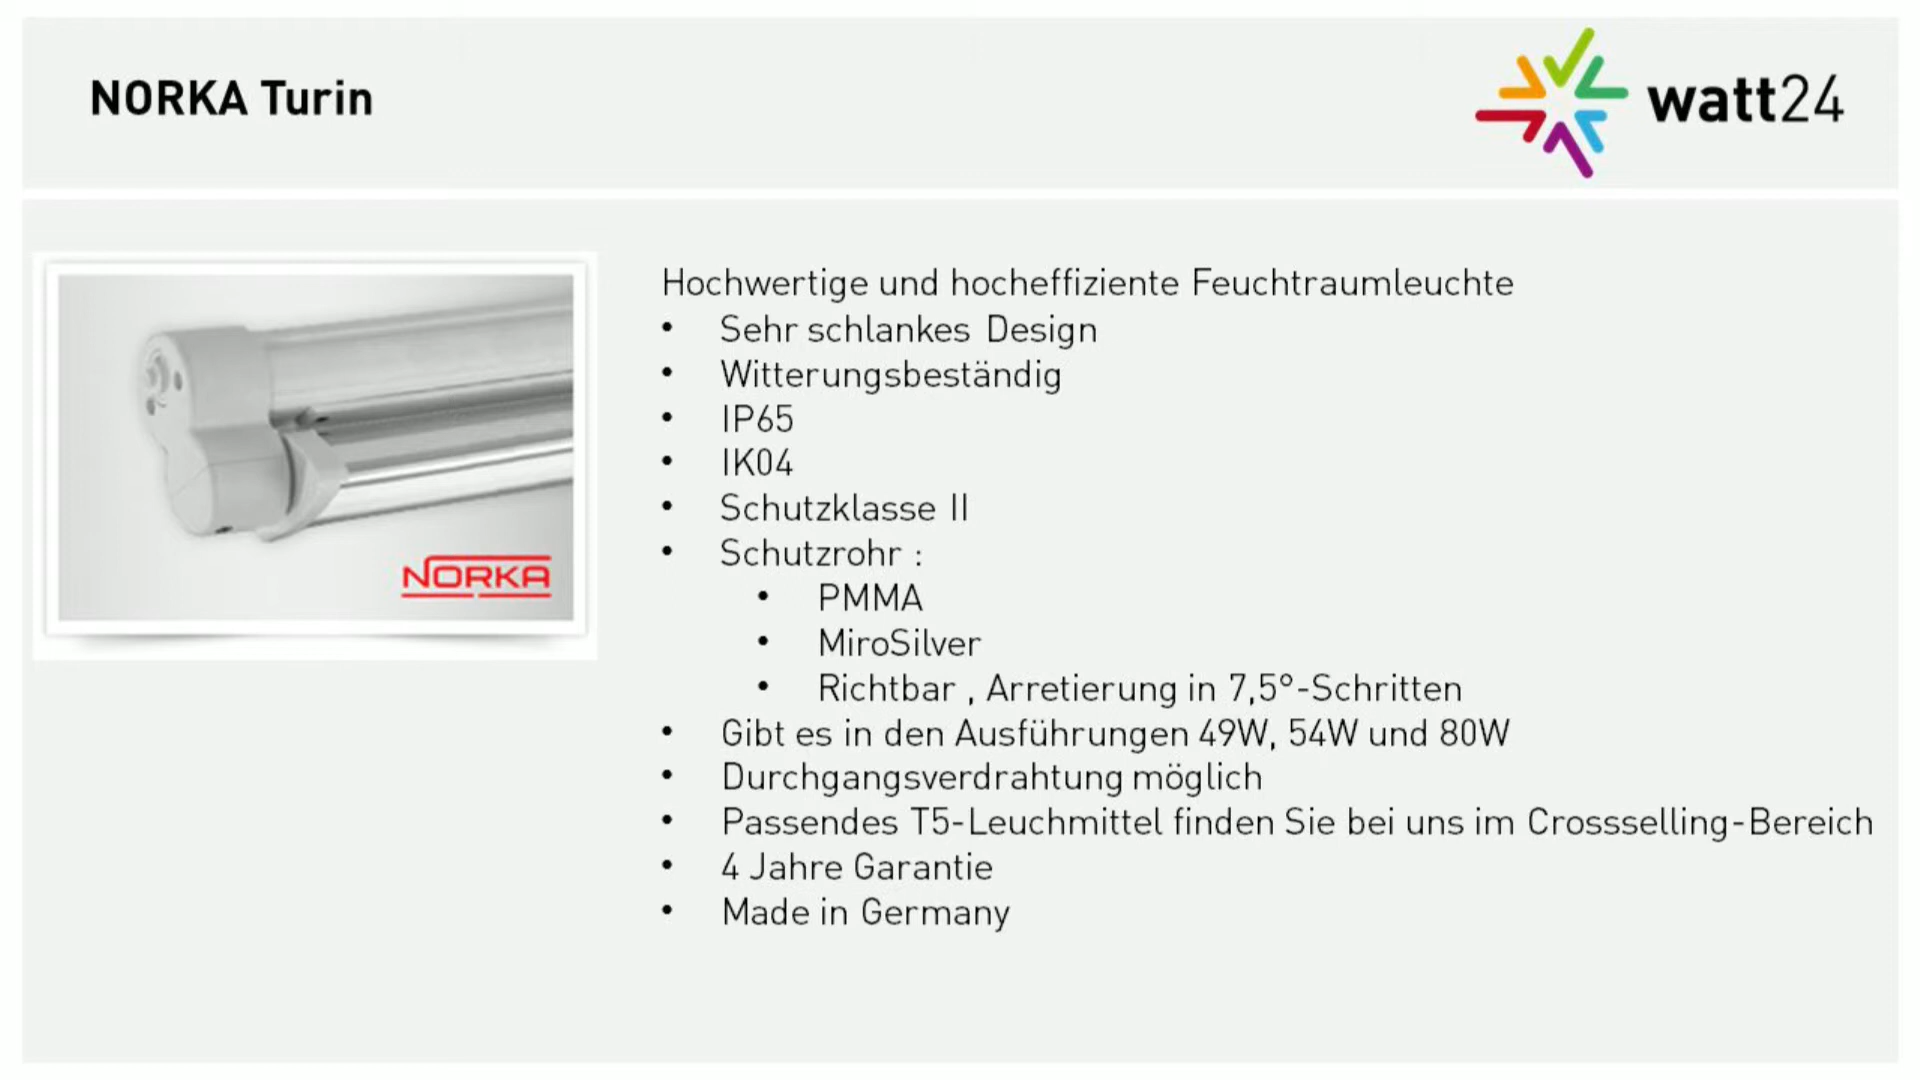 NORKA Turin
watt24
NORKA
Hochwertige und hocheffiziente Feuchtraumleuchte
• Sehr schlankes Design
• Witterungsbeständig
• IP65
• IK04
• Schutzklasse II
• Schutzrohr :
• PMMA
• MiroSilver
• Richtbar , Arretierung in 7,5°-Schritten
• Gibt es in den Ausführungen 49W, 54W und 80W
• Durchgangsverdrahtung möglich
• Passendes T5-Leuchmittel finden Sie bei uns im Crossselling-Bereich
• 4 Jahre Garantie
• Made in Germany